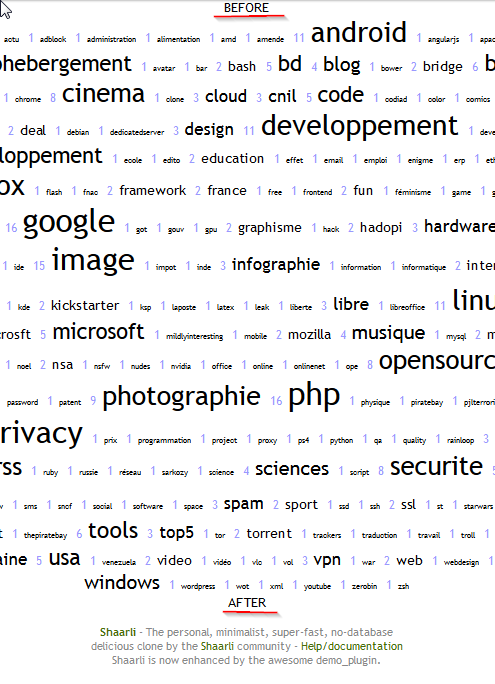 BEFORE
actu 1 adblock 1 administration 1 alimentation 1 amd 1 amende 11 android 1 angularjs 1 apac
hebergement 1 avatar 1 bar 2 bash 5 bd 4 blog 1 bower 2 bridge 6 b
1 chrome 8 cinema 1 clone 3 cloud 3 cnil 5 code 1 codiad 1 color 1 comics
2 deal 1 debian 1 dedicatedserver 3 design 11 developpement 1 deve
loppement 1 ecole 1 edito 2 education 1 effet 1 email 1 emploi 1 enigme 1 erp 1 et
ox 1 flash 1 fnac 2 framework 2 france 1 free 1 frontend 2 fun 1 féminisme 1 game 1 g
16 google 1 got 1 gouv 1 gpu 2 graphisme 1 hack 2 hadopi 3 hardware
1 ide 15 image 1 impot 1 inde 3 infographie 1 information 1 informatique 2 inter
1 kde 2 kickstarter 1 ksp 1 laposte 1 latex 1 leak 1 liberte 3 libre 1 libreoffice 11 linu
rosft 5 microsoft 1 mildlyinteresting 1 mobile 2 mozilla 4 musique 1 mysql 2 m
1 noel 2 nsa 1 nsfw 1 nudes 1 nvidia 1 office 1 online 1 onlinenet 1 ope 8 opensourc
password 1 patent 9 photographie 16 php 1 physique 1 piratebay 1 pjlterrori
rivacy 1 prix 1 programmation 1 project 1 proxy 1 ps4 1 python 1 qa 1 quality 1 rainloop 3
rss 1 ruby 1 russie 1 réseau 1 sarkozy 1 science 4 sciences 1 script 8 securite 5
1 sms 1 sncf 1 social 1 software 1 space 3 spam 2 sport 1 ssd 1 ssh 2 ssl 1 st 1 starwars
t 1 thepiratebay 6 tools 3 top5 1 tor 2 torrent 1 trackers 1 traduction 1 travail 1 troll 1
aine 5 usa 1 venezuela 2 video 1 vidéo 1 vlc 1 vol 3 vpn 1 war 2 web 1 webdesign 1
windows 1 wordpress 1 wot 1 xml 1 youtube 1 zerobin 1 zsh
AFTER
Shaarli - The personal, minimalist, super-fast, no-database
delicious clone by the Shaarli community - Help/documentation
Shaarli is now enhanced by the awesome demo_plugin.